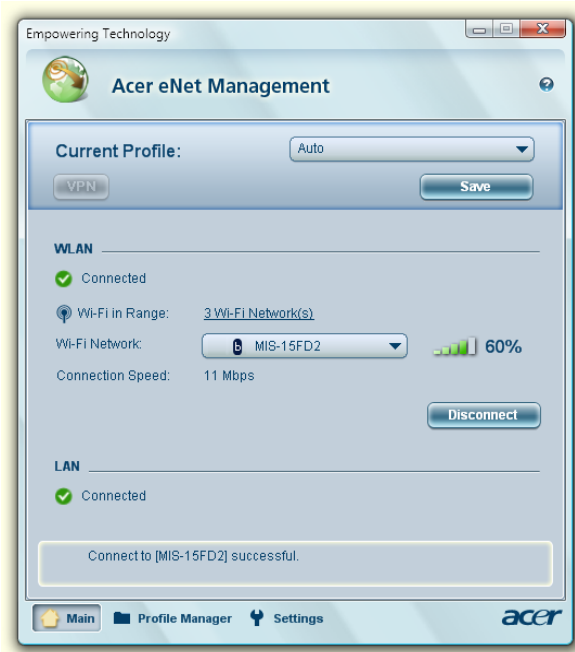 Empowering Technology
Acer eNet Management
Current Profile:
Auto
VPN
Save
WLAN
Connected
Wi-Fi in Range:
3 Wi-Fi Network(s)
Wi-Fi Network:
b MIS-15FD2
60%
Connection Speed:
11 Mbps
Disconnect
LAN
Connected
Connect to [MIS-15FD2] successful.
Main
Profile Manager
Settings
acer